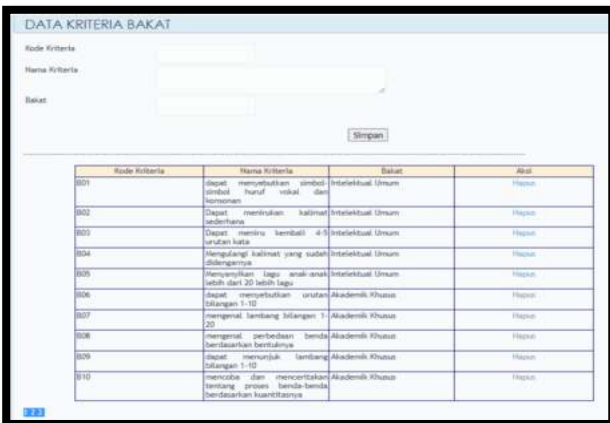 DATA KRITERIA BAKAT
Kode Kriteria
Nama Kriteria
Bakat
Simpan
Kode Kriteria Nama Kriteria Bakat Aksi
B01 dapat menyebutkan simbol- Intelektual Umum Hapus
simbol huruf vokal dan
konsonan
B02 Dapat menirukan kalimat Intelektual Umum Hapus
sederhana
B03 Dapat meniru kembali 4-5 Intelektual Umum Hapus
urutan kata
B04 Mengulangi kalimat yang sudah Intelektual Umum Hapus
didengarnya
B05 Menyanyikan lagu anak-anak Intelektual Umum Hapus
lebih dari 20 lebih lagu
B06 dapat menyebutkan urutan Akademik Khusus Hapus
bilangan 1-10
B07 mengenal lambang bilangan 1- Akademik Khusus Hapus
20
B08 mengenal perbedaan benda Akademik Khusus Hapus
berdasarkan bentuknya
B09 dapat menunjuk lambang Akademik Khusus Hapus
bilangan 1-10
B10 mencoba dan menceritakan Akademik Khusus Hapus
tentang proses benda-benda
berdasarkan kuantitasnya
1 2 3